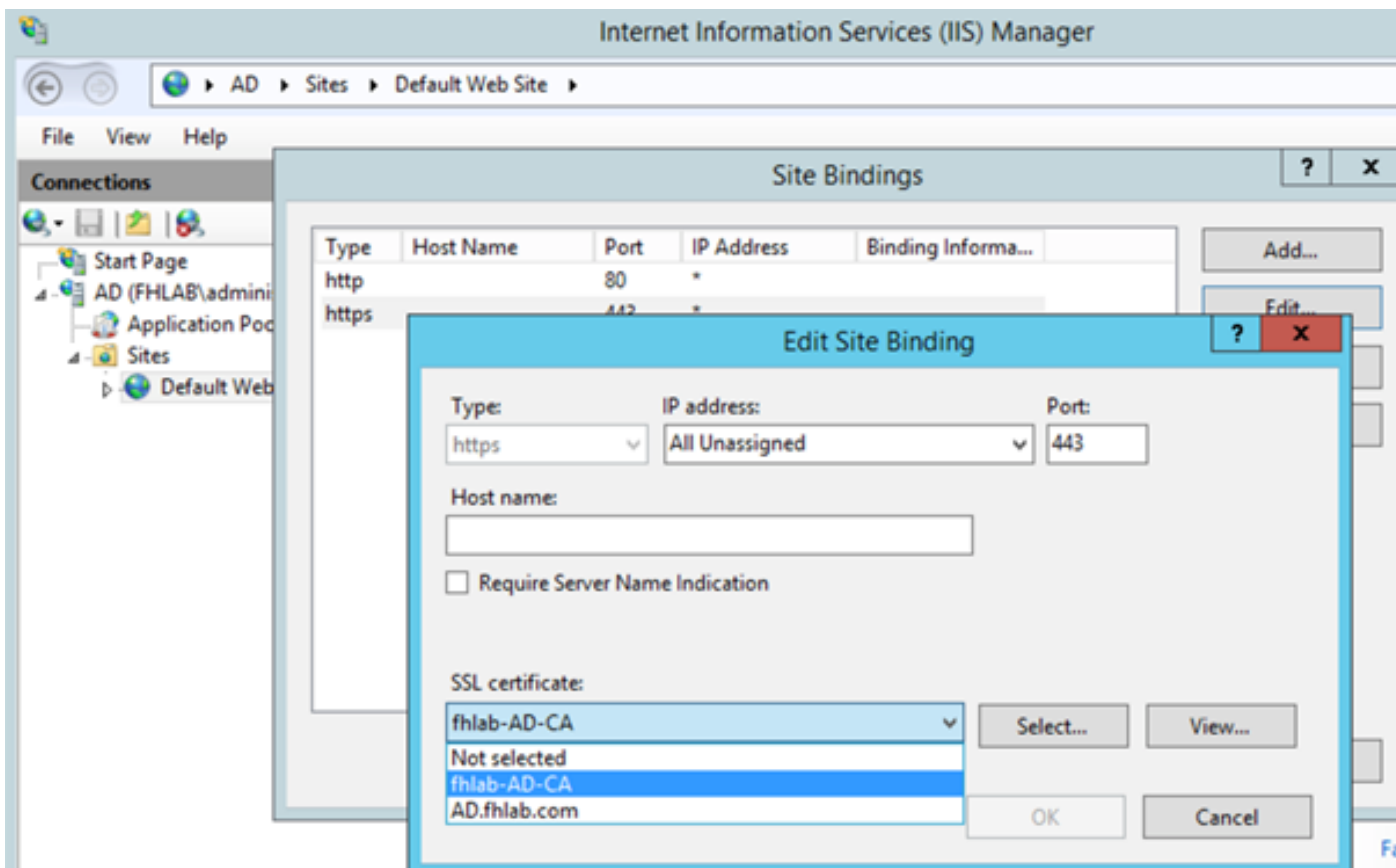 Internet Information Services (IIS) Manager
AD Sites Default Web Site
File View Help
Connections
Start Page
AD (FHLAB\admini
Application Poc
Sites
Default Web
Site Bindings
? x
Type Host Name Port IP Address Binding Informa...
http 80 *
https 443 *
Add...
Edit...
Edit Site Binding
? x
Type: IP address: Port:
https All Unassigned 443
Host name:
Require Server Name Indication
SSL certificate:
fhlab-AD-CA Select... View...
Not selected
fhlab-AD-CA
AD.fhlab.com
OK Cancel